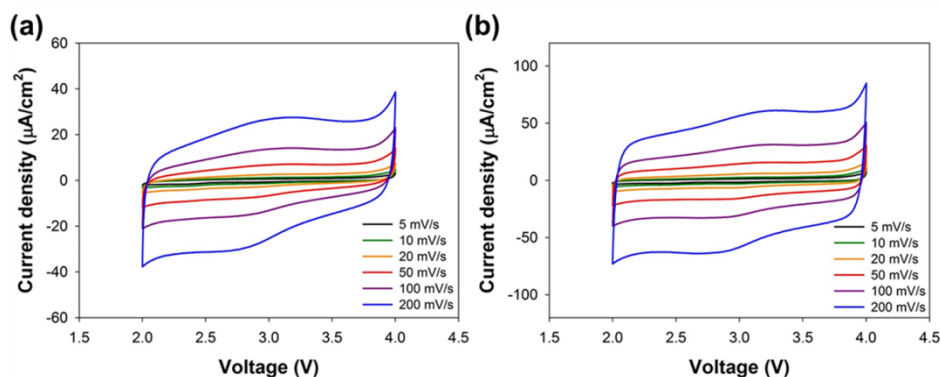 (a)
Current density (μA/cm²)
60
40
20
0
-20
-40
-60
5 mV/s
10 mV/s
20 mV/s
50 mV/s
100 mV/s
200 mV/s
1.5 2.0 2.5 3.0 3.5 4.0 4.5
Voltage (V)
(b)
Current density (μA/cm²)
100
50
0
-50
-100
5 mV/s
10 mV/s
20 mV/s
50 mV/s
100 mV/s
200 mV/s
1.5 2.0 2.5 3.0 3.5 4.0 4.5
Voltage (V)